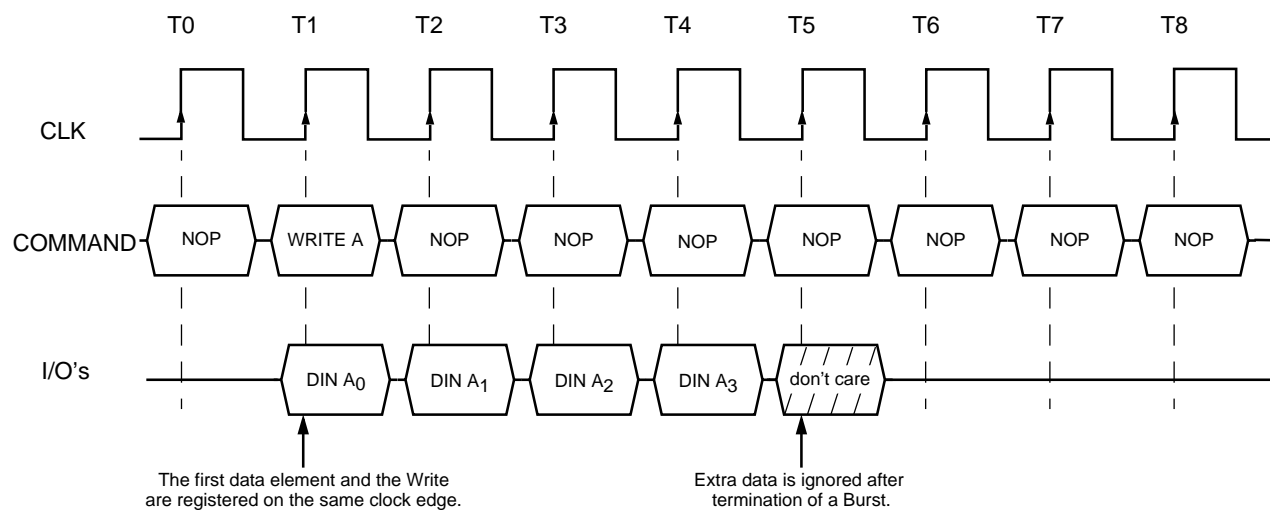 T0 T1 T2 T3 T4 T5 T6 T7 T8
CLK
COMMAND NOP WRITE A NOP NOP NOP NOP NOP NOP NOP
I/O's DIN A0 DIN A1 DIN A2 DIN A3 don't care
The first data element and the Write
are registered on the same clock edge.
Extra data is ignored after
termination of a Burst.